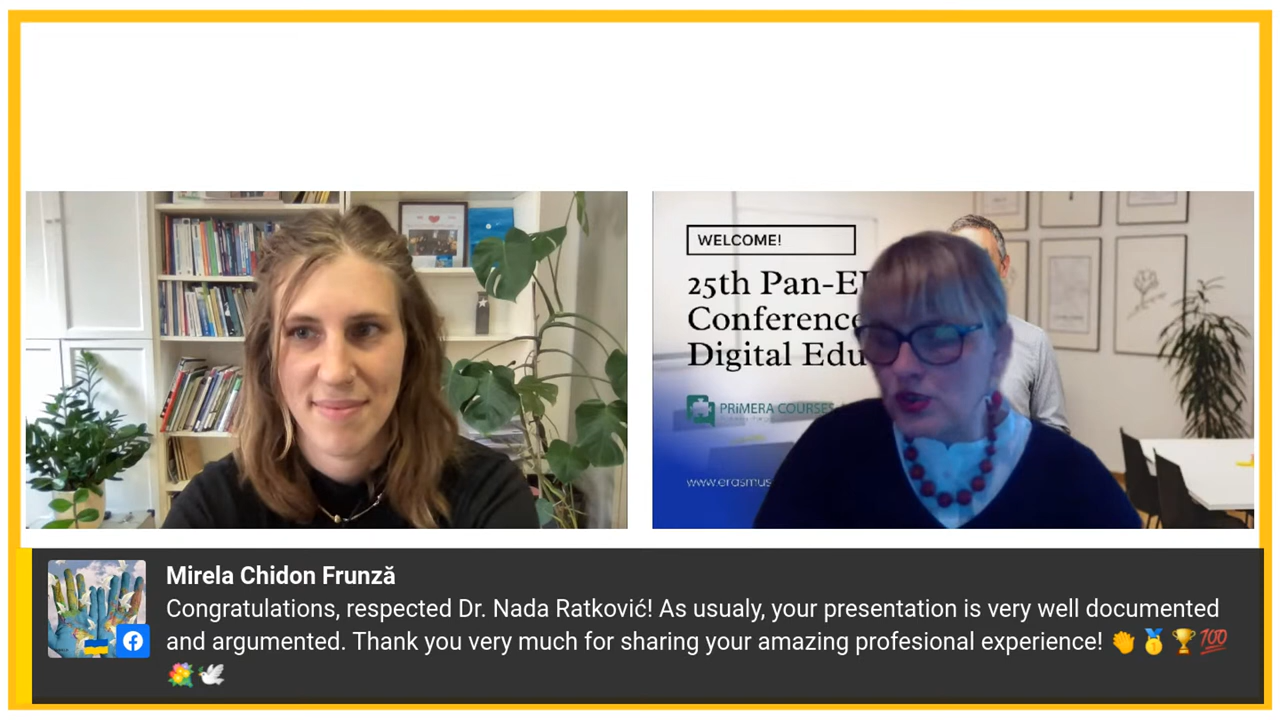 WELCOME!
25th Pan-E
Conference
Digital Edu
PRiMERA COURSES
www.erasmus
Mirela Chidon Frunză
Congratulations, respected Dr. Nada Ratković! As usualy, your presentation is very well documented
and argumented. Thank you very much for sharing your amazing profesional experience! 👏🥇🏆💯
💐🕊️